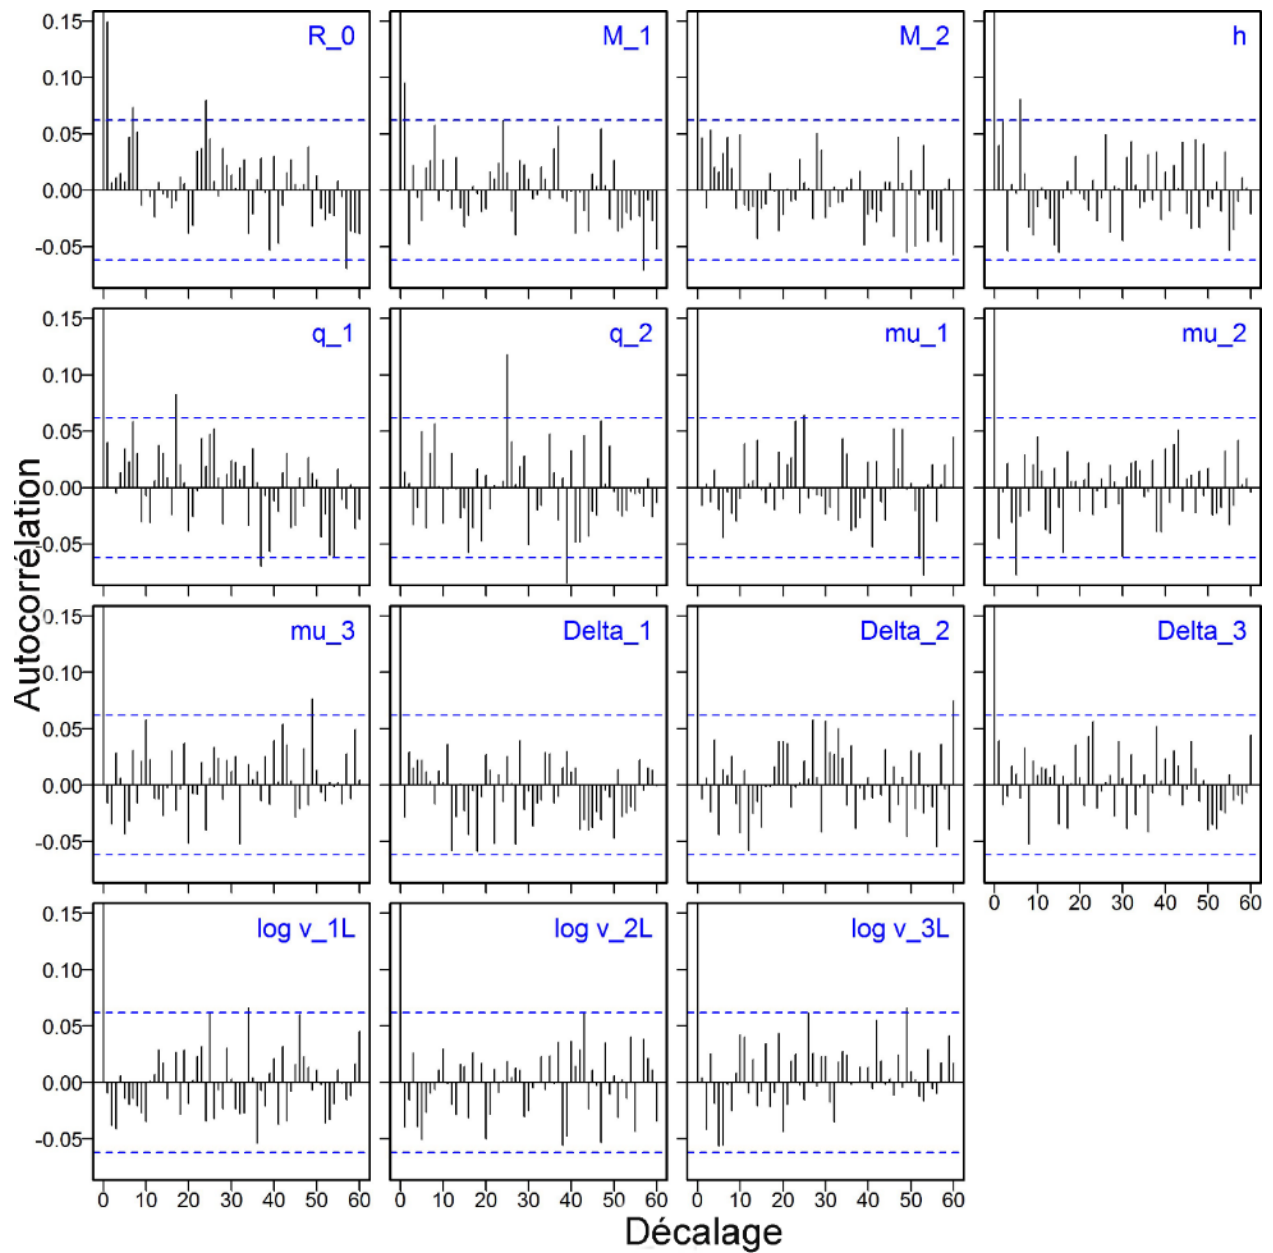 Autocorrélation
0.15 R_0 M_1 M_2 h
0.10
0.05
0.00
-0.05
0.15 q_1 q_2 mu_1 mu_2
0.10
0.05
0.00
-0.05
0.15 mu_3 Delta_1 Delta_2 Delta_3
0.10
0.05
0.00
-0.05
0 10 20 30 40 50 60
0.15 log v_1L log v_2L log v_3L
0.10
0.05
0.00
-0.05
0 10 20 30 40 50 60 0 10 20 30 40 50 60 0 10 20 30 40 50 60
Décalage